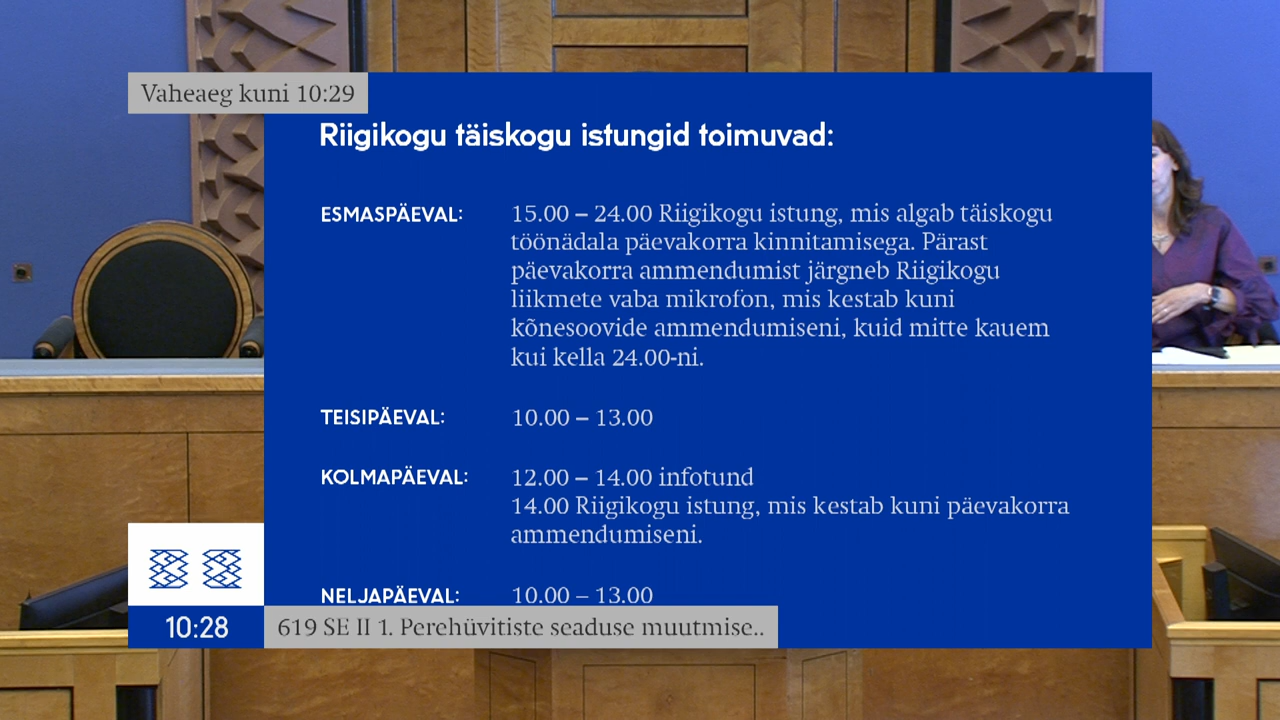 Vaheaeg kuni 10:29
Riigikogu täiskogu istungid toimuvad:
ESMASPÄEVAL: 15.00 – 24.00 Riigikogu istung, mis algab täiskogu
töönädala päevakorra kinnitamisega. Pärast
päevakorra ammendumist järgneb Riigikogu
liikmete vaba mikrofon, mis kestab kuni
kõnesoovide ammendumiseni, kuid mitte kauem
kui kella 24.00-ni.
TEISIPÄEVAL: 10.00 – 13.00
KOLMAPÄEVAL: 12.00 – 14.00 infotund
14.00 Riigikogu istung, mis kestab kuni päevakorra
ammendumiseni.
NELJAPÄEVAL: 10.00 – 13.00
10:28 619 SE II 1. Perehüvitiste seaduse muutmise..